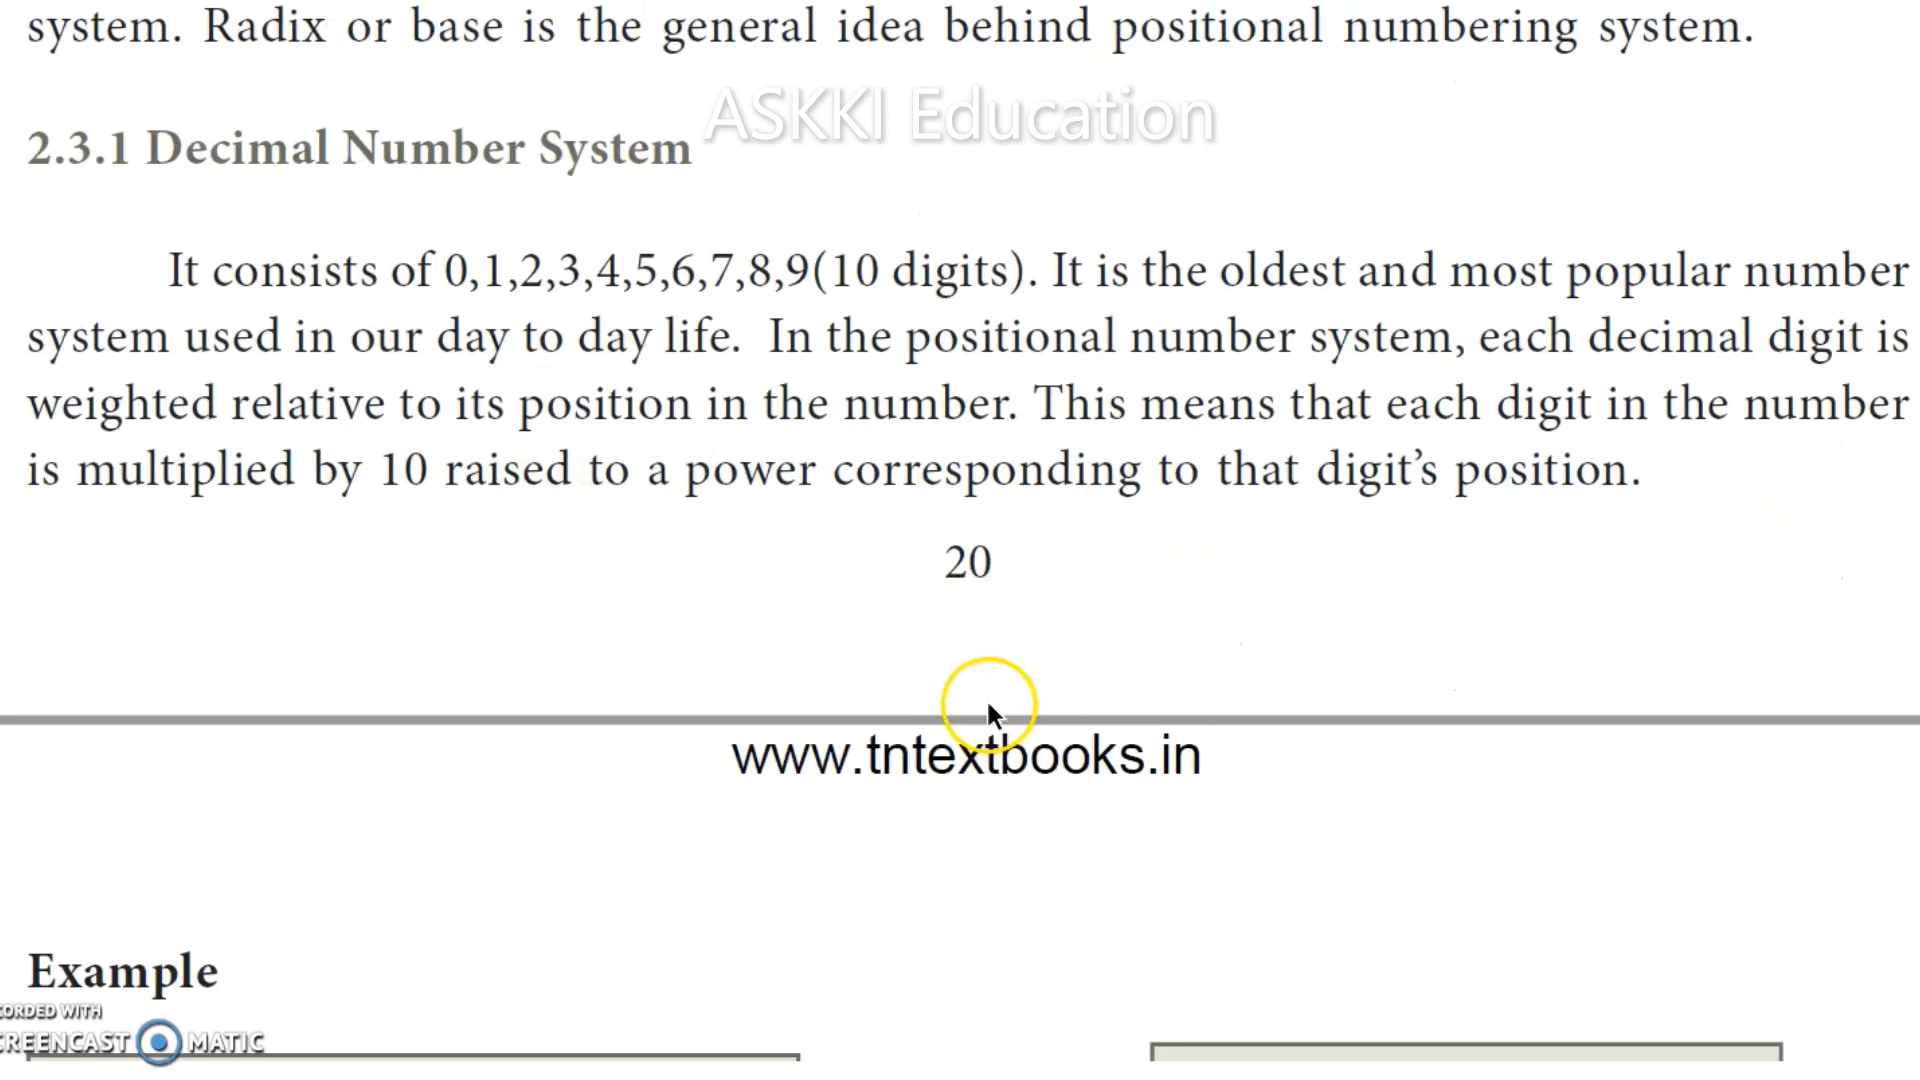 system. Radix or base is the general idea behind positional numbering system.
ASKKI Education
2.3.1 Decimal Number System
It consists of 0,1,2,3,4,5,6,7,8,9(10 digits). It is the oldest and most popular number
system used in our day to day life. In the positional number system, each decimal digit is
weighted relative to its position in the number. This means that each digit in the number
is multiplied by 10 raised to a power corresponding to that digit’s position.
20
www.tntextbooks.in
Example
CORDED WITH
CREENCAST MATIC